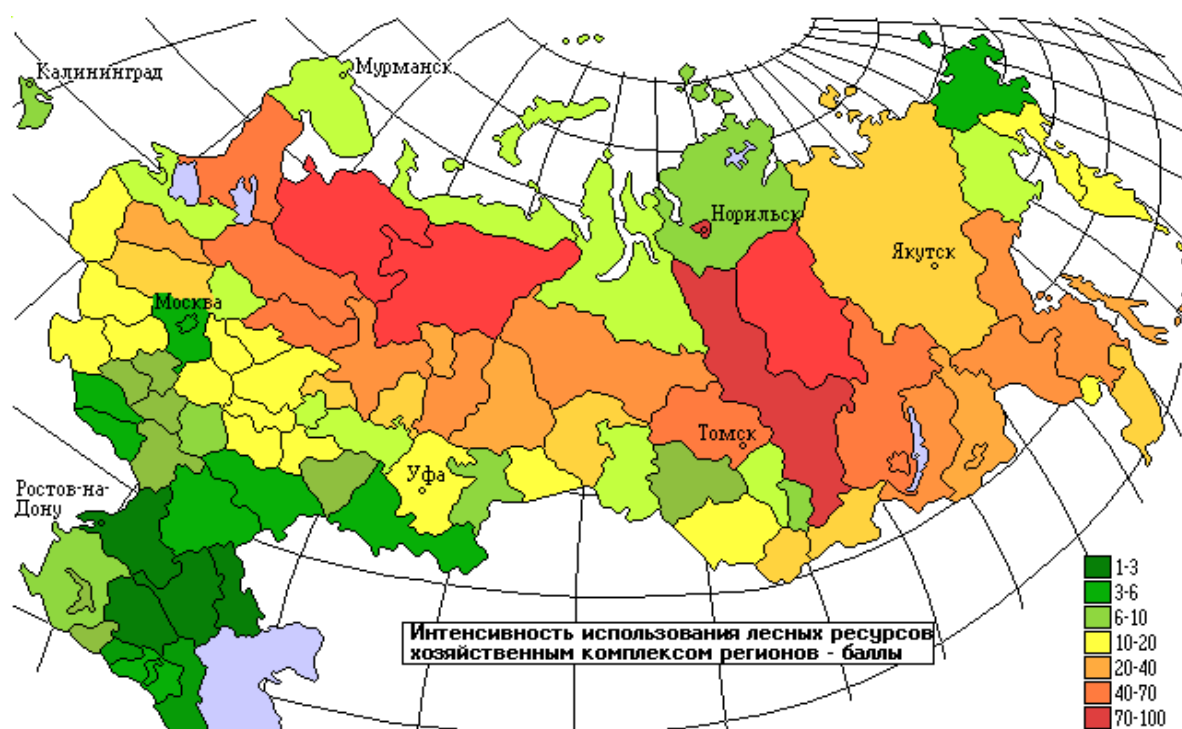 Калининград
Мурманск
Норильск
Якутск
Москва
Томск
Уфа
Ростов-на-
Дону
Интенсивность использования лесных ресурсов
хозяйственным комплексом регионов - баллы
1-3
3-6
6-10
10-20
20-40
40-70
70-100